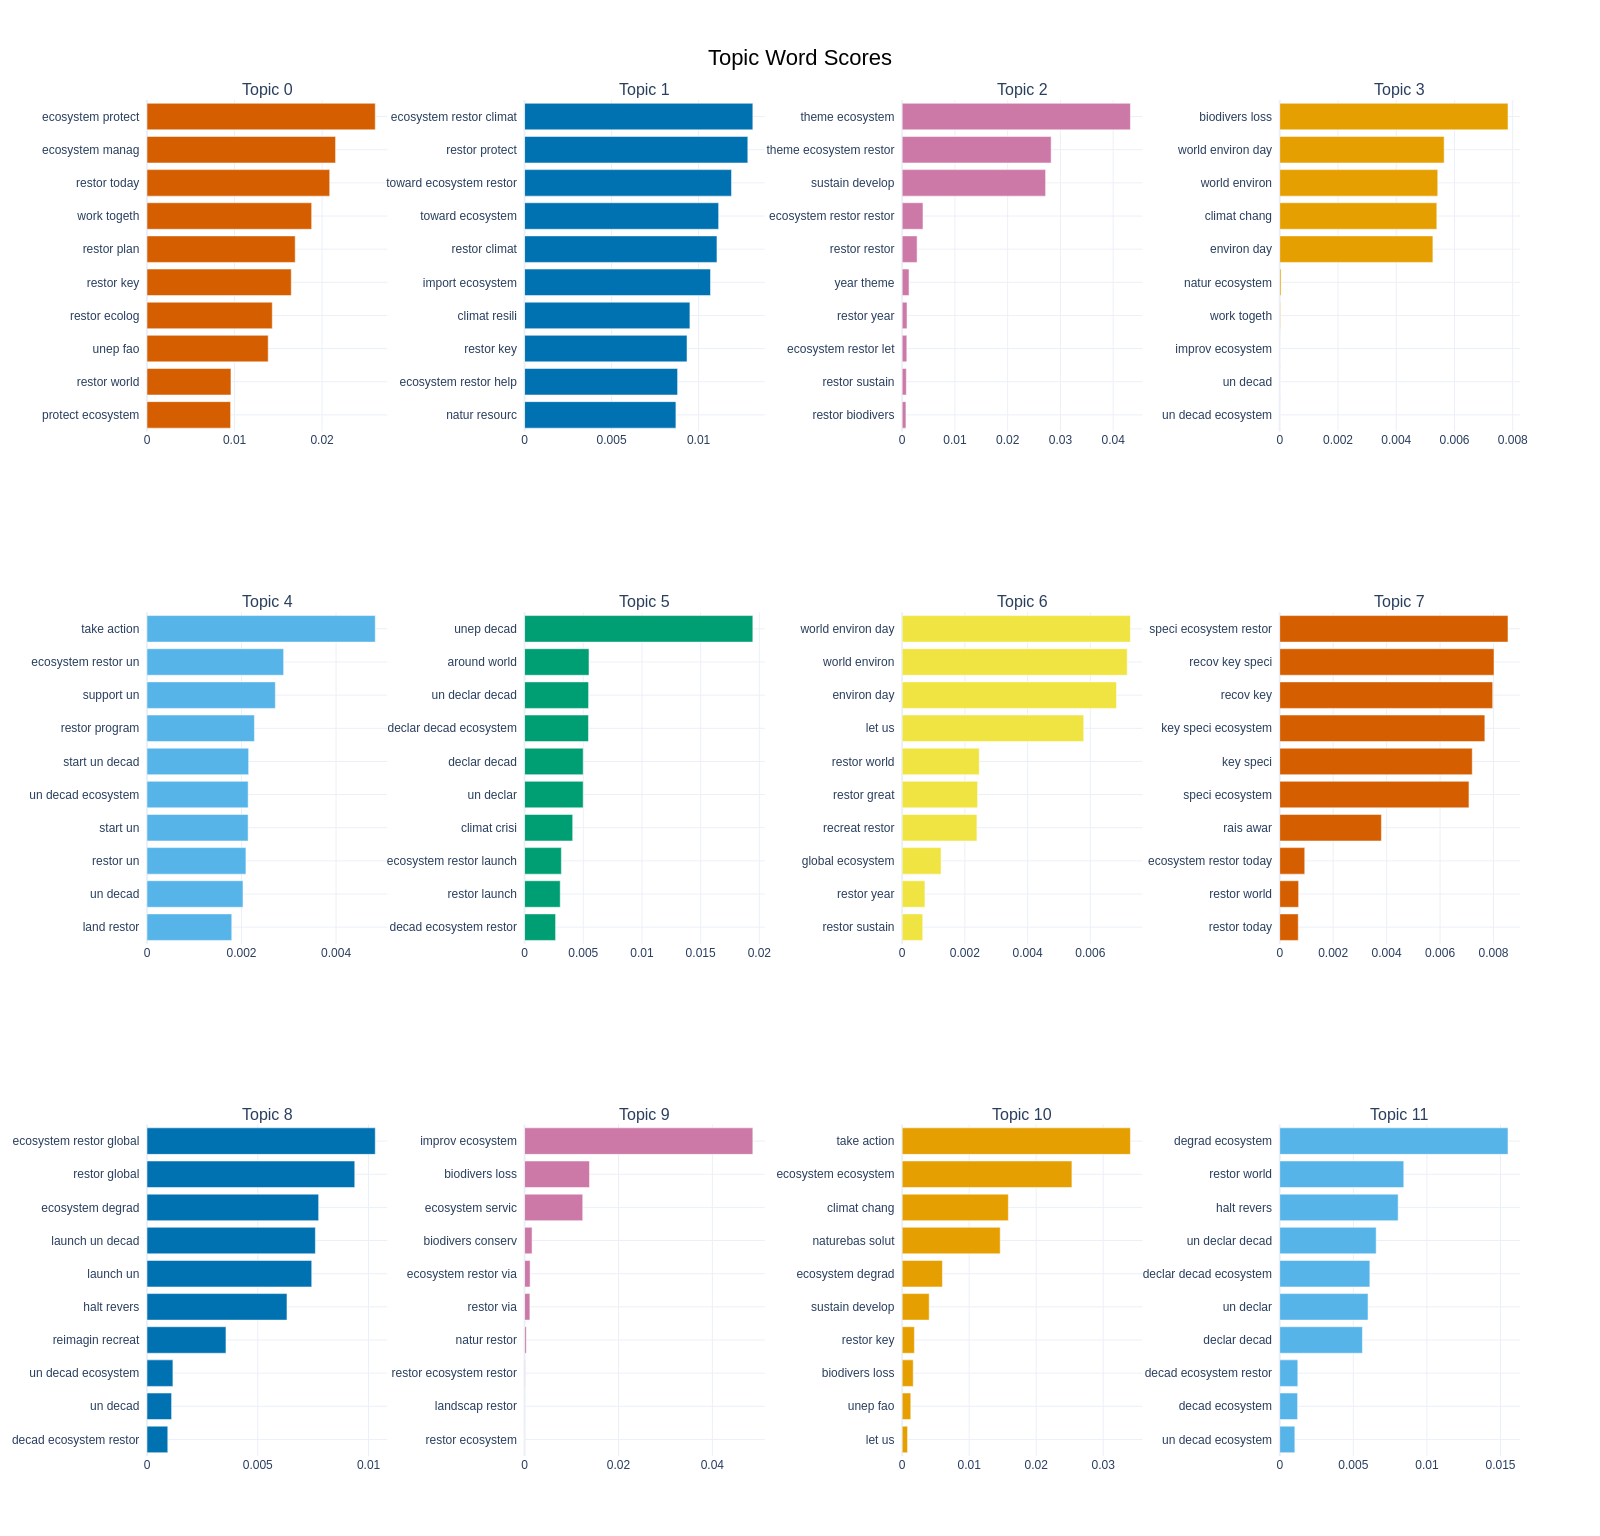 Topic Word Scores
Topic 0
ecosystem protect
ecosystem manag
restor today
work togeth
restor plan
restor key
restor ecolog
unep fao
restor world
protect ecosystem
0 0.01 0.02
Topic 1
ecosystem restor climat
restor protect
toward ecosystem restor
toward ecosystem
restor climat
import ecosystem
climat resili
restor key
ecosystem restor help
natur resourc
0 0.005 0.01
Topic 2
theme ecosystem
theme ecosystem restor
sustain develop
ecosystem restor restor
restor restor
year theme
restor year
ecosystem restor let
restor sustain
restor biodivers
0 0.01 0.02 0.03 0.04
Topic 3
biodivers loss
world environ day
world environ
climat chang
environ day
natur ecosystem
work togeth
improv ecosystem
un decad
un decad ecosystem
0 0.002 0.004 0.006 0.008
Topic 4
take action
ecosystem restor un
support un
restor program
start un decad
un decad ecosystem
start un
restor un
un decad
land restor
0 0.002 0.004
Topic 5
unep decad
around world
un declar decad
declar decad ecosystem
declar decad
un declar
climat crisi
ecosystem restor launch
restor launch
decad ecosystem restor
0 0.005 0.01 0.015 0.02
Topic 6
world environ day
world environ
environ day
let us
restor world
restor great
recreat restor
global ecosystem
restor year
restor sustain
0 0.002 0.004 0.006
Topic 7
speci ecosystem restor
recov key speci
recov key
key speci ecosystem
key speci
speci ecosystem
rais awar
ecosystem restor today
restor world
restor today
0 0.002 0.004 0.006 0.008
Topic 8
ecosystem restor global
restor global
ecosystem degrad
launch un decad
launch un
halt revers
reimagin recreat
un decad ecosystem
un decad
decad ecosystem restor
0 0.005 0.01
Topic 9
improv ecosystem
biodivers loss
ecosystem servic
biodivers conserv
ecosystem restor via
restor via
natur restor
restor ecosystem restor
landscap restor
restor ecosystem
0 0.02 0.04
Topic 10
take action
ecosystem ecosystem
climat chang
naturebas solut
ecosystem degrad
sustain develop
restor key
biodivers loss
unep fao
let us
0 0.01 0.02 0.03
Topic 11
degrad ecosystem
restor world
halt revers
un declar decad
declar decad ecosystem
un declar
declar decad
decad ecosystem restor
decad ecosystem
un decad ecosystem
0 0.005 0.01 0.015